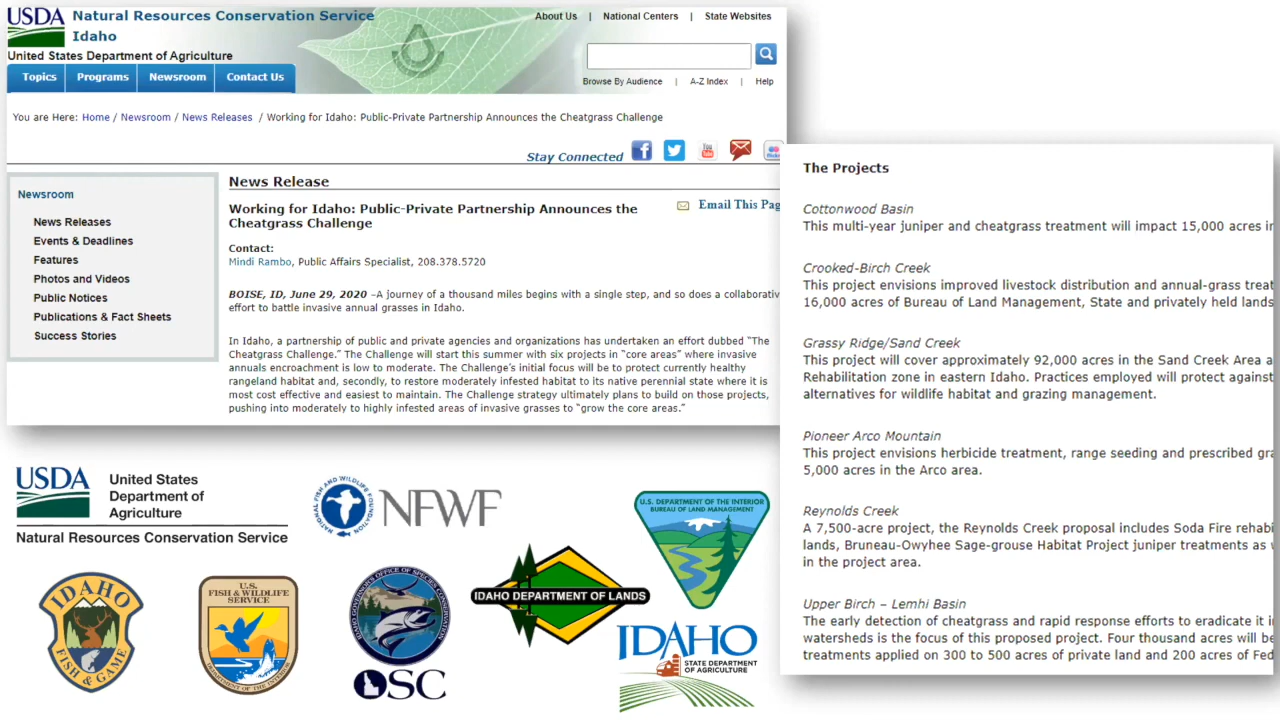 USDA Natural Resources Conservation Service
Idaho
United States Department of Agriculture
About Us | National Centers | State Websites
Browse By Audience | A-Z Index | Help
Topics Programs Newsroom Contact Us
You are Here: Home / Newsroom / News Releases / Working for Idaho: Public-Private Partnership Announces the Cheatgrass Challenge
Stay Connected
Newsroom
News Releases
Events & Deadlines
Features
Photos and Videos
Public Notices
Publications & Fact Sheets
Success Stories
News Release
Working for Idaho: Public-Private Partnership Announces the
Cheatgrass Challenge
Email This Pag
Contact:
Mindi Rambo, Public Affairs Specialist, 208.378.5720
BOISE, ID, June 29, 2020 –A journey of a thousand miles begins with a single step, and so does a collaborativ
effort to battle invasive annual grasses in Idaho.
In Idaho, a partnership of public and private agencies and organizations has undertaken an effort dubbed "The
Cheatgrass Challenge." The Challenge will start this summer with six projects in "core areas" where invasive
annuals encroachment is low to moderate. The Challenge's initial focus will be to protect currently healthy
rangeland habitat and, secondly, to restore moderately infested habitat to its native perennial state where it is
most cost effective and easiest to maintain. The Challenge strategy ultimately plans to build on those projects,
pushing into moderately to highly infested areas of invasive grasses to "grow the core areas."
The Projects
Cottonwood Basin
This multi-year juniper and cheatgrass treatment will impact 15,000 acres in
Crooked-Birch Creek
This project envisions improved livestock distribution and annual-grass treat
16,000 acres of Bureau of Land Management, State and privately held lands
Grassy Ridge/Sand Creek
This project will cover approximately 92,000 acres in the Sand Creek Area a
Rehabilitation zone in eastern Idaho. Practices employed will protect against
alternatives for wildlife habitat and grazing management.
Pioneer Arco Mountain
This project envisions herbicide treatment, range seeding and prescribed gra
5,000 acres in the Arco area.
Reynolds Creek
A 7,500-acre project, the Reynolds Creek proposal includes Soda Fire rehabi
lands, Bruneau-Owyhee Sage-grouse Habitat Project juniper treatments as w
in the project area.
Upper Birch – Lemhi Basin
The early detection of cheatgrass and rapid response efforts to eradicate it in
watersheds is the focus of this proposed project. Four thousand acres will be
treatments applied on 300 to 500 acres of private land and 200 acres of Fed
USDA
United States
Department of
Agriculture
Natural Resources Conservation Service
NATIONAL FISH AND WILDLIFE FOUNDATION
NFWF
U.S. DEPARTMENT OF THE INTERIOR
BUREAU OF LAND MANAGEMENT
IDAHO
FISH & GAME
U.S.
FISH & WILDLIFE
SERVICE
DEPARTMENT OF THE INTERIOR
IDAHO GOVERNOR'S OFFICE OF SPECIES CONSERVATION
OSC
IDAHO DEPARTMENT OF LANDS
IDAHO
STATE DEPARTMENT
OF AGRICULTURE